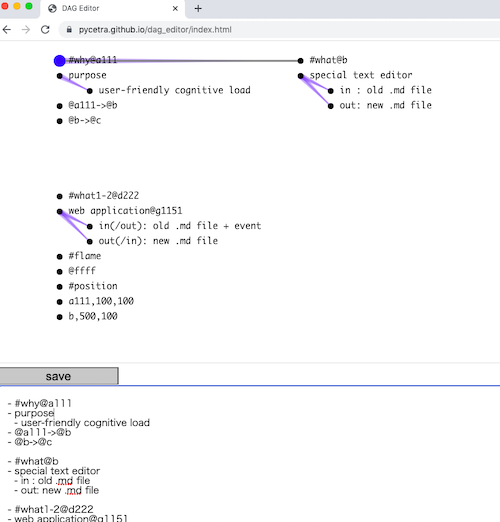 DAG Editor
pycetra.github.io/dag_editor/index.html
#why@a111
purpose
user-friendly cognitive load
@a111->@b
@b->@c
#what@b
special text editor
in : old .md file
out: new .md file
#what1-2@d222
web application@g1151
in(/out): old .md file + event
out(/in): new .md file
#flame
@ffff
#position
a111,100,100
b,500,100
save
- #why@a111
- purpose
- user-friendly cognitive load
- @a111->@b
- @b->@c
- #what@b
- special text editor
- in : old .md file
- out: new .md file
- #what1-2@d222
- web application@g1151